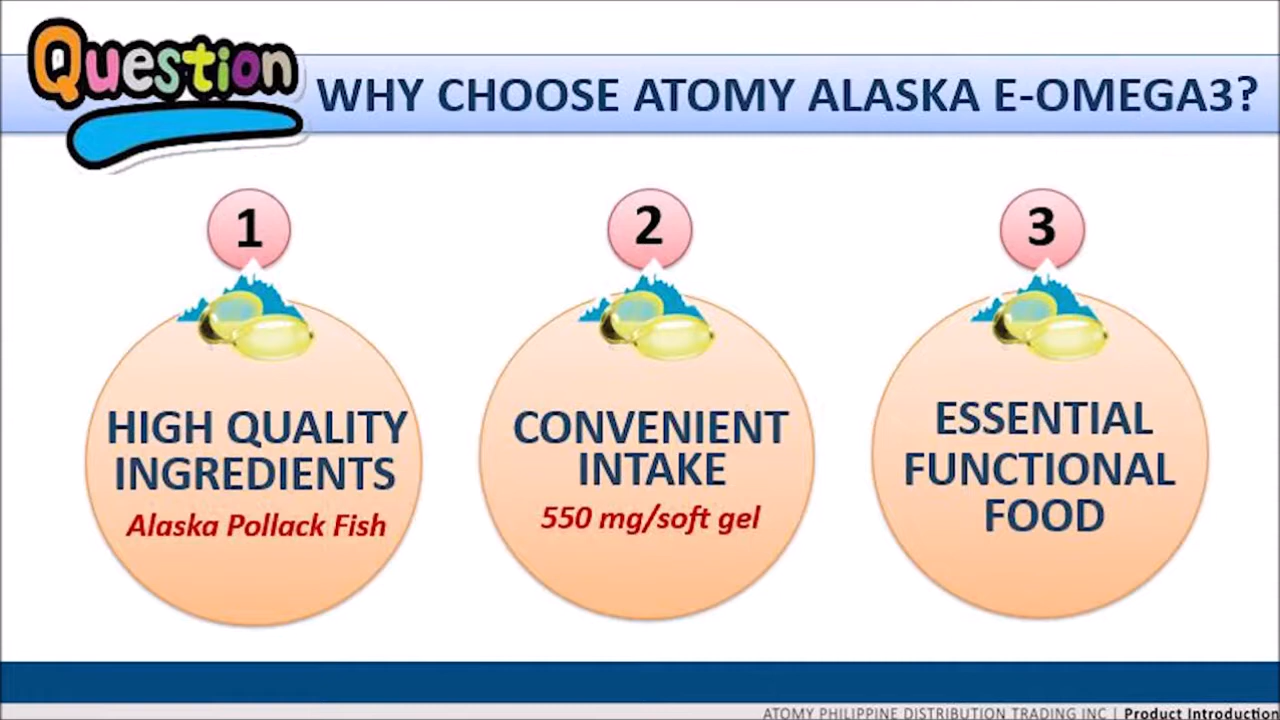 Question
WHY CHOOSE ATOMY ALASKA E-OMEGA3?
1
HIGH QUALITY
INGREDIENTS
Alaska Pollack Fish
2
CONVENIENT
INTAKE
550 mg/soft gel
3
ESSENTIAL
FUNCTIONAL
FOOD
ATOMY PHILIPPINE DISTRIBUTION TRADING INC | Product Introduction